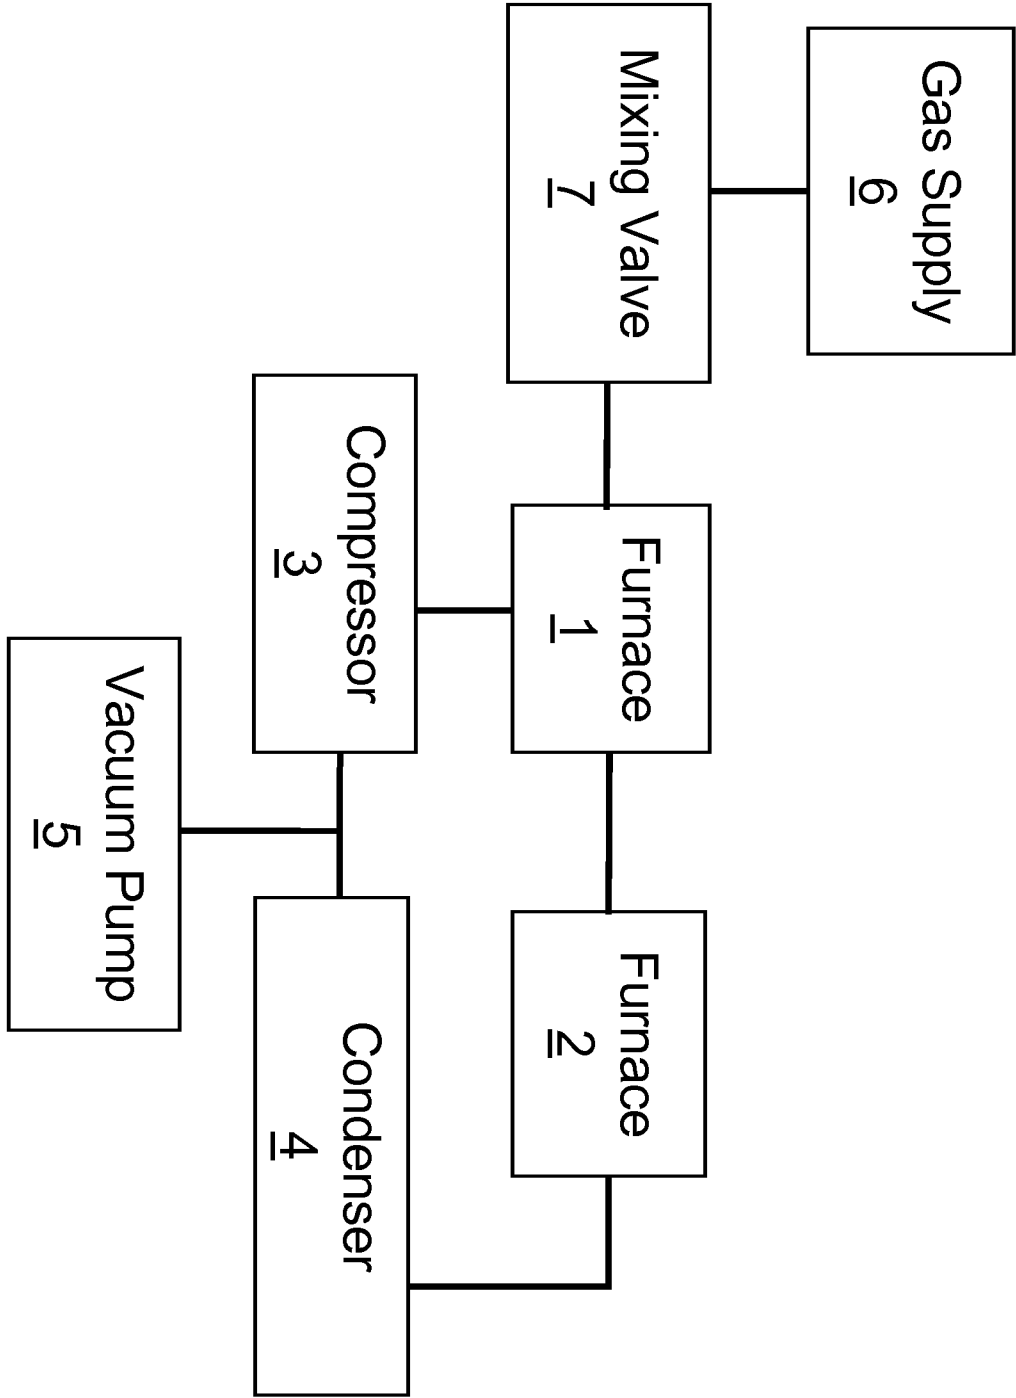 Gas Supply
6
Mixing Valve
7
Furnace
1
Furnace
2
Compressor
3
Condenser
4
Vacuum Pump
5